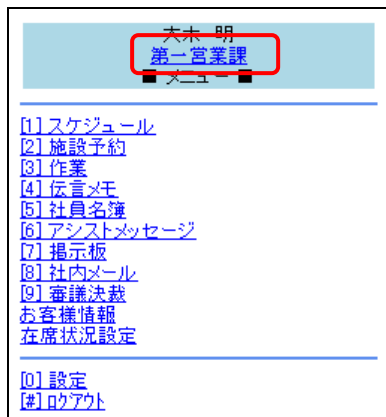 大木 明
第一営業課
■ メニュー ■
[1] スケジュール
[2] 施設予約
[3] 作業
[4] 伝言メモ
[5] 社員名簿
[6] アシストメッセージ
[7] 掲示板
[8] 社内メール
[9] 審議決裁
お客様情報
在席状況設定
[0] 設定
[#] ﾛｸﾞｱｳﾄ